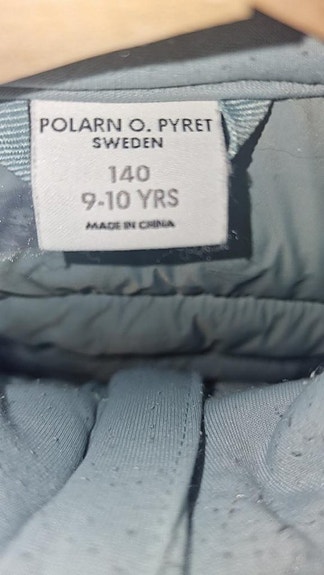 POLARN O. PYRET
SWEDEN
140
9-10 YRS
MADE IN CHINA